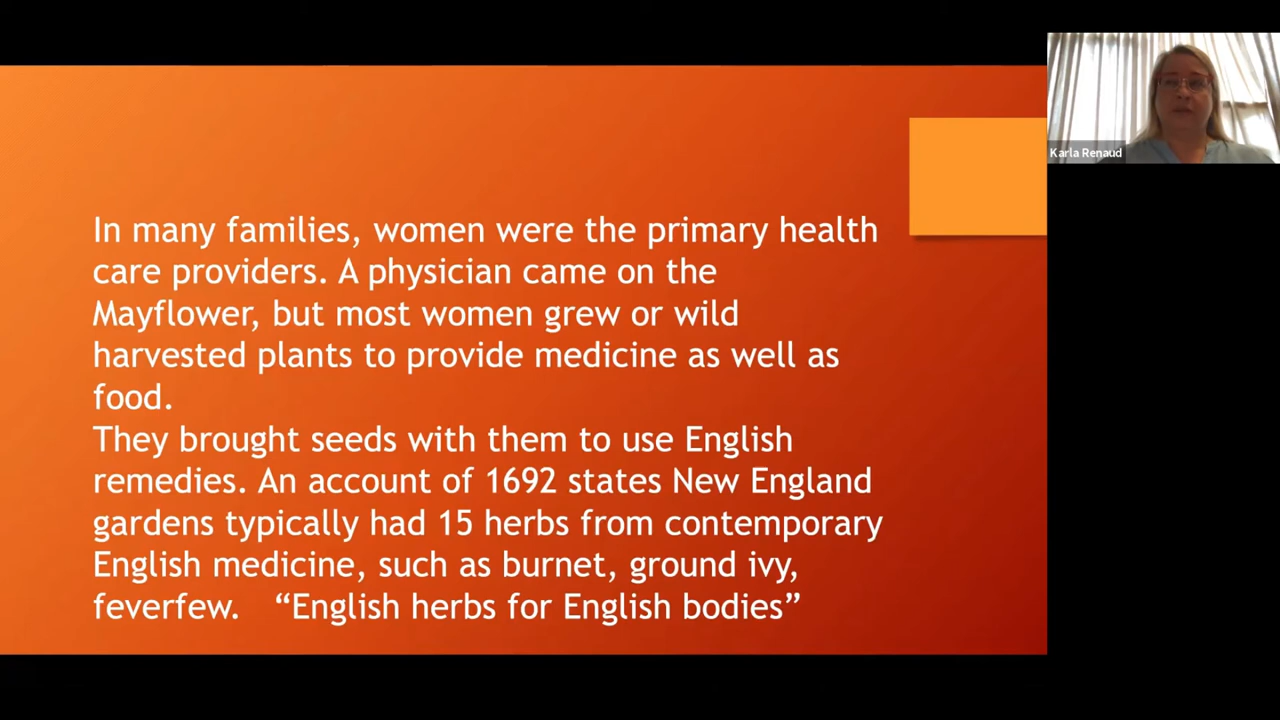 In many families, women were the primary health
care providers. A physician came on the
Mayflower, but most women grew or wild
harvested plants to provide medicine as well as
food.
They brought seeds with them to use English
remedies. An account of 1692 states New England
gardens typically had 15 herbs from contemporary
English medicine, such as burnet, ground ivy,
feverfew. “English herbs for English bodies”
Karla Renaud